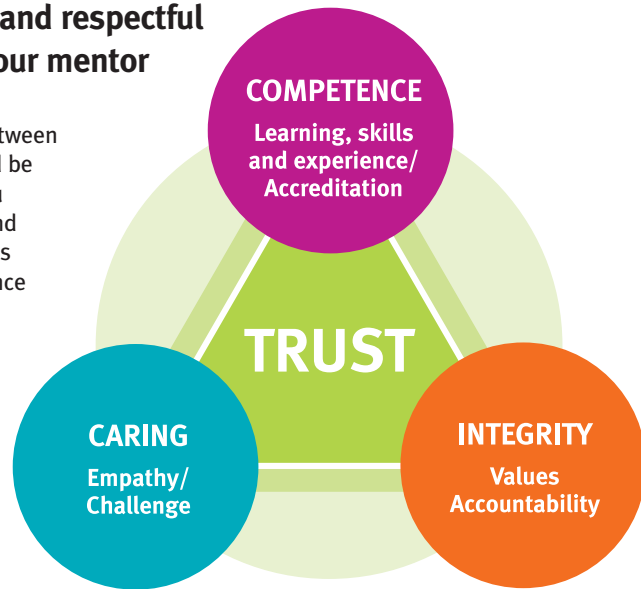 and respectful
our mentor
tween
d be
nd
s
nce
COMPETENCE
Learning, skills
and experience/
Accreditation
TRUST
CARING
Empathy/
Challenge
INTEGRITY
Values
Accountability